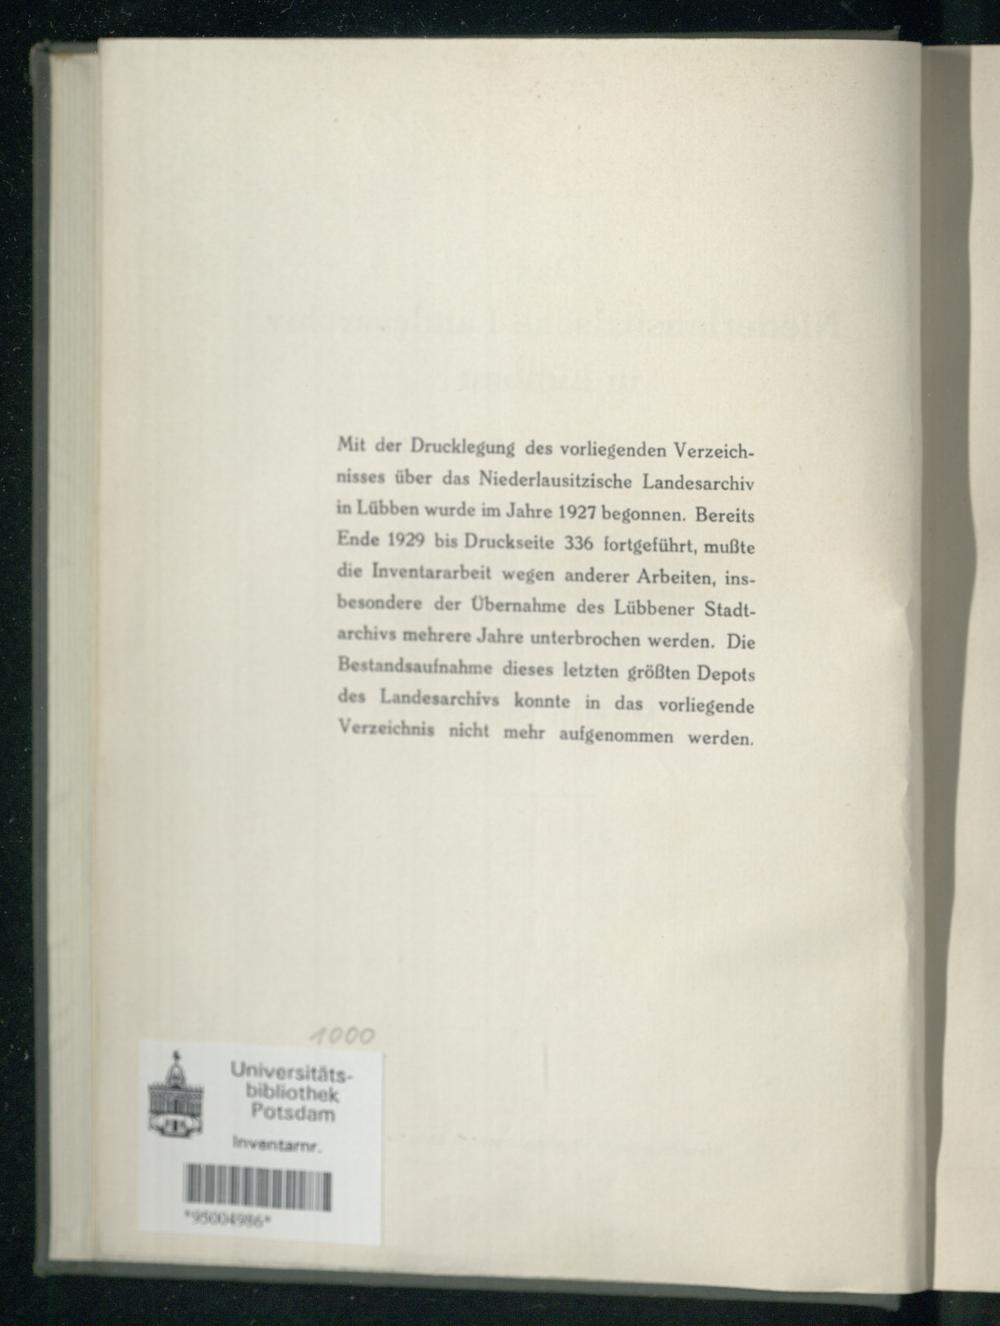 Mit der Drucklegung des vorliegenden Verzeich-
nisses über das Niederlausitzische Landesarchiv
in Lübben wurde im Jahre 1927 begonnen. Bereits
Ende 1929 bis Druckseite 336 fortgeführt, mußte
die Inventararbeit wegen anderer Arbeiten, ins-
besondere der Übernahme des Lübbener Stadt-
archivs mehrere Jahre unterbrochen werden. Die
Bestandsaufnahme dieses letzten größten Depots
des Landesarchivs konnte in das vorliegende
Verzeichnis nicht mehr aufgenommen werden.
1000
Universitäts-
bibliothek
Potsdam
Inventarnr.
*95004986*